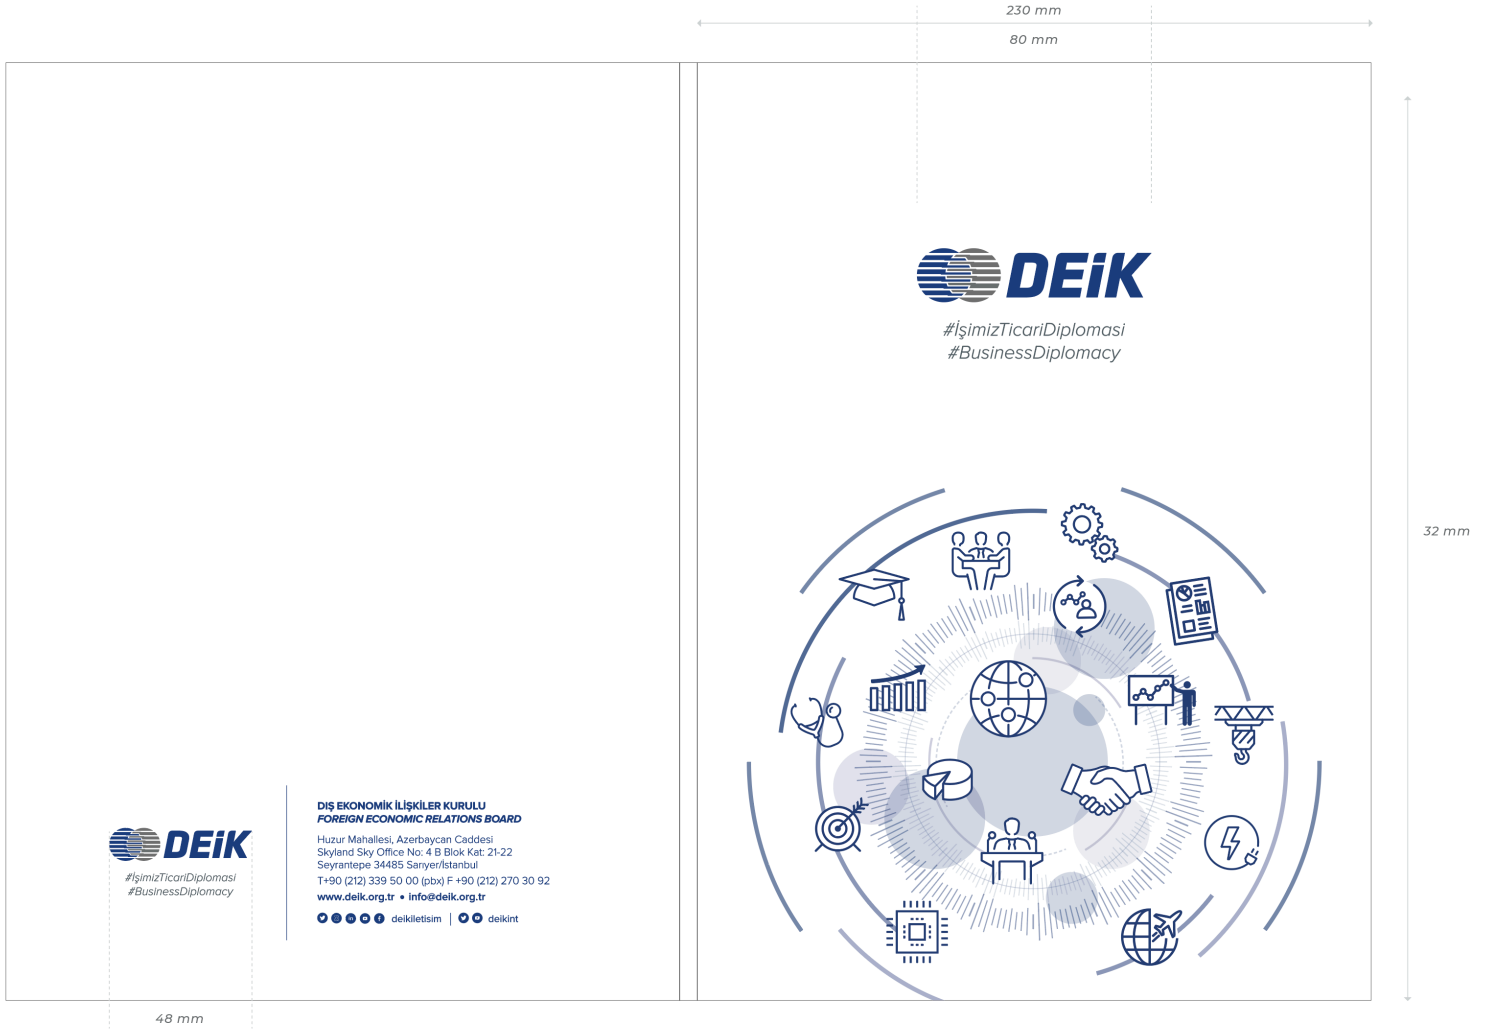 230 mm
80 mm
DEiK
#İşimizTicariDiplomasi
#BusinessDiplomacy
32 mm
DEiK
#İşimizTicariDiplomasi
#BusinessDiplomacy
DIŞ EKONOMİK İLİŞKİLER KURULU
FOREIGN ECONOMIC RELATIONS BOARD
Huzur Mahallesi, Azerbaycan Caddesi
Skyland Sky Office No: 4 B Blok Kat: 21-22
Seyrantepe 34485 Sarıyer/İstanbul
T+90 (212) 339 50 00 (pbx) F +90 (212) 270 30 92
www.deik.org.tr • info@deik.org.tr
deikiletisim | deikint
48 mm